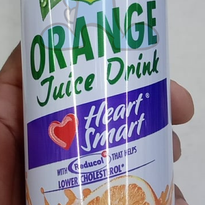 ORANGE
Juice Drink
Heart
Smart
WITH Reducol THAT HELPS
LOWER CHOLESTEROL*